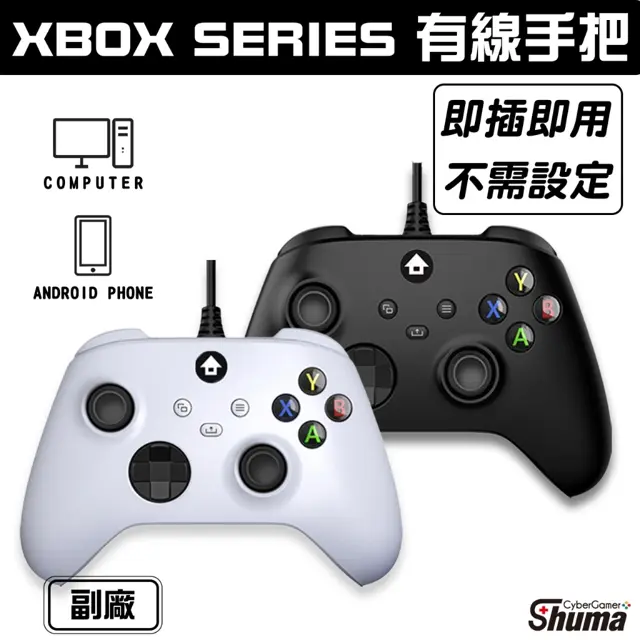 XBOX SERIES 有線手把
即插即用
不需設定
COMPUTER
ANDROID PHONE
Y
X
B
A
Y
X
B
A
副廠
CyberGamer
Shuma